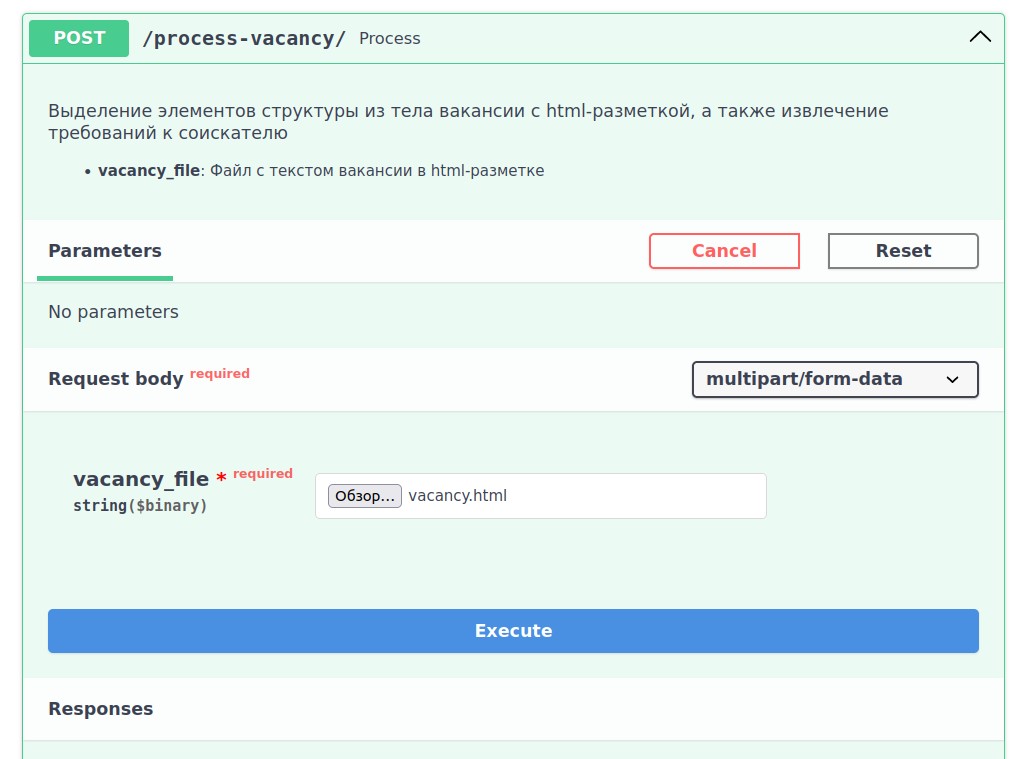 POST /process-vacancy/ Process
Выделение элементов структуры из тела вакансии с html-разметкой, а также извлечение
требований к соискателю
• vacancy_file: Файл с текстом вакансии в html-разметке
Parameters Cancel Reset
No parameters
Request body required multipart/form-data
vacancy_file * required
string($binary)
Обзор... vacancy.html
Execute
Responses